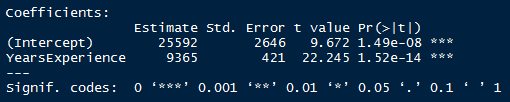 Coefficients:
Estimate Std. Error t value Pr(>|t|)
(Intercept) 25592 2646 9.672 1.49e-08 ***
YearsExperience 9365 421 22.245 1.52e-14 ***
---
Signif. codes: 0 ‘***’ 0.001 ‘**’ 0.01 ‘*’ 0.05 ‘.’ 0.1 ‘ ’ 1